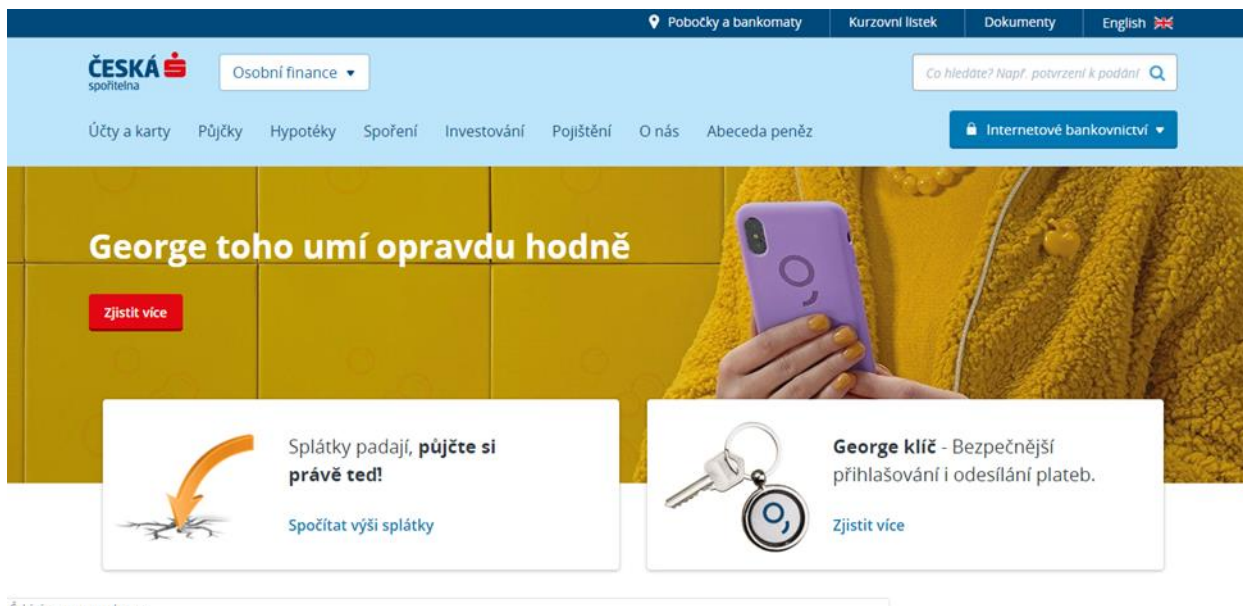 Pobočky a bankomaty
Kurzovní lístek
Dokumenty
English
ČESKÁ
spořitelna
Osobní finance
Co hledáte? Např. potvrzení k podání
Účty a karty
Půjčky
Hypotéky
Spoření
Investování
Pojištění
O nás
Abeceda peněz
Internetové bankovnictví
George toho umí opravdu hodně
Zjistit více
Splátky padají, půjčte si
právě teď!
Spočítat výši splátky
George klíč - Bezpečnější
přihlašování i odesílání plateb.
Zjistit více